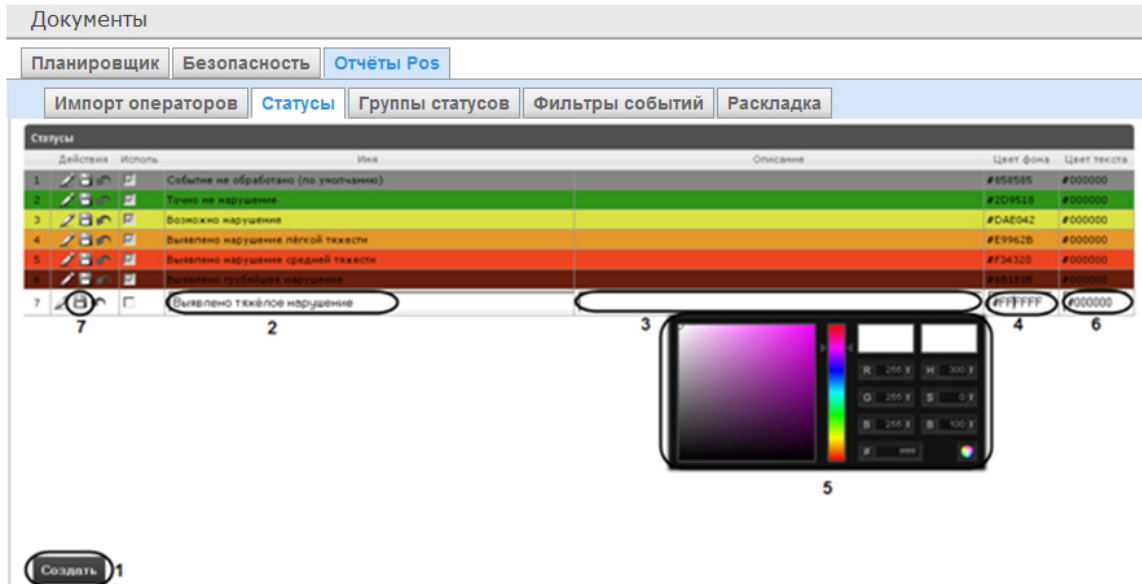 Документы
Планировщик Безопасность Отчёты Pos
Импорт операторов Статусы Группы статусов Фильтры событий Раскладка
Статусы
Действия Исполь Имя Описание Цвет фона Цвет текста
1 Событие не обработано (по умолчанию) #858585 #000000
2 Точно не нарушение #2D9518 #000000
3 Возможно нарушение #DAE042 #000000
4 Выявлено нарушение лёгкой тяжести #E9962B #000000
5 Выявлено нарушение средней тяжести #F34320 #000000
6 Выявлено грубейшее нарушение #6B1E0E #000000
7 Выявлено тяжёлое нарушение #FFFFFF #000000
7 2 3 4 6
R 255 H 300
G 255 S 0
B 255 B 100
# ffffff
5
Создать 1